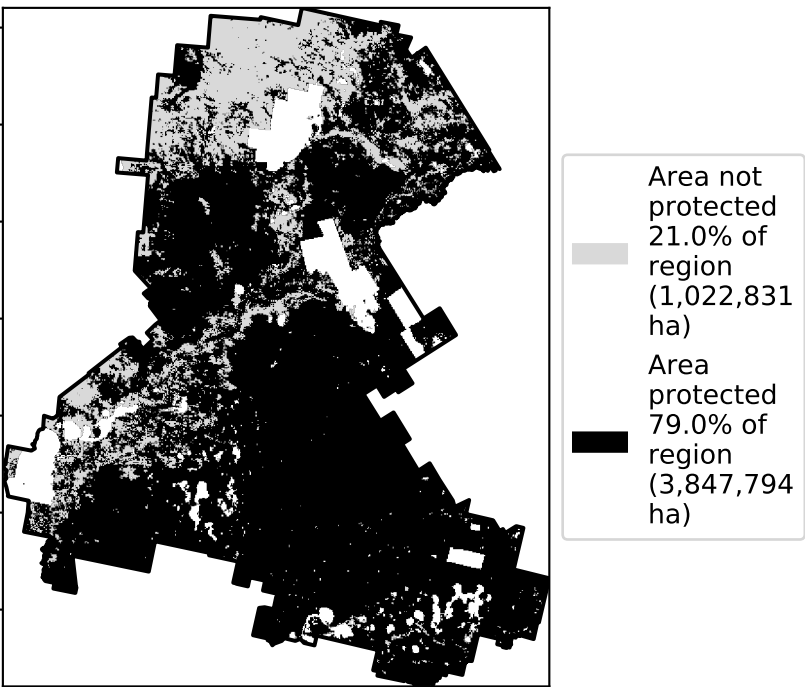 Area not
protected
21.0% of
region
(1,022,831
ha)
Area
protected
79.0% of
region
(3,847,794
ha)